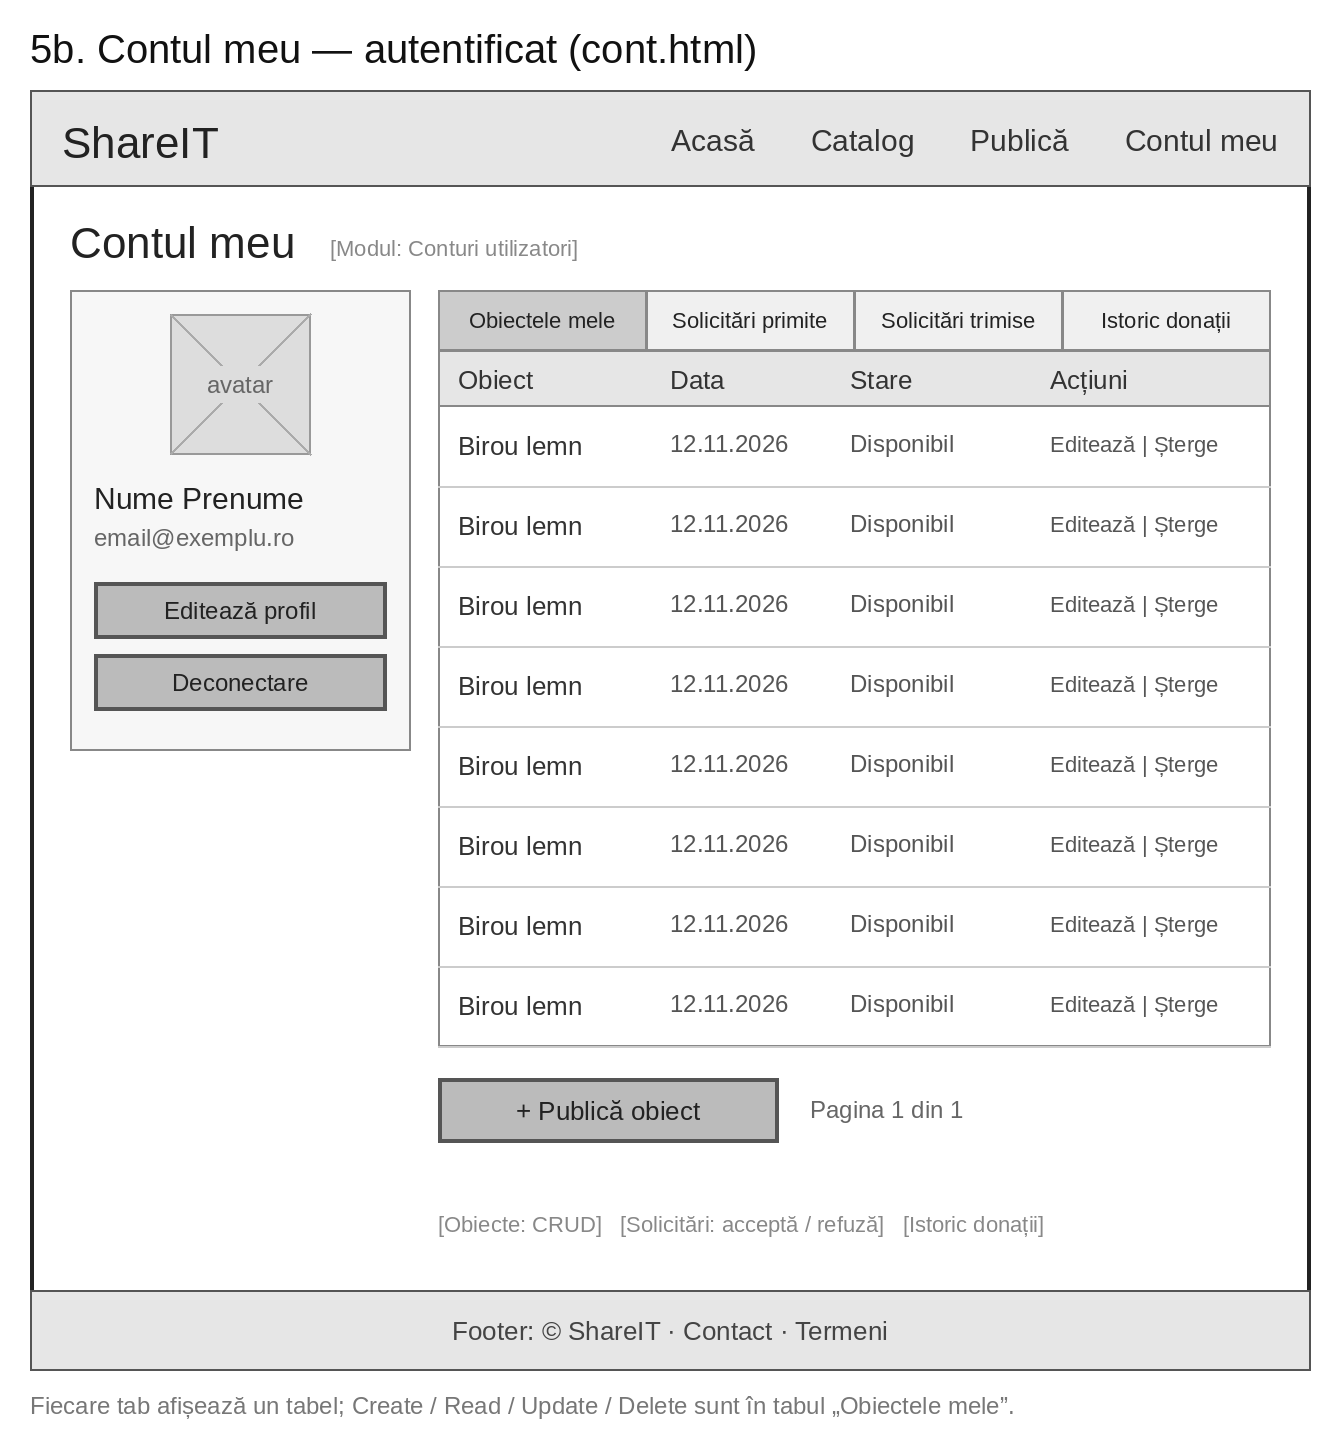 5b. Contul meu — autentificat (cont.html)
ShareIT
Acasă Catalog Publică Contul meu
Contul meu [Modul: Conturi utilizatori]
avatar
Nume Prenume
email@exemplu.ro
Editează profil
Deconectare
Obiectele mele Solicitări primite Solicitări trimise Istoric donații
Obiect Data Stare Acțiuni
Birou lemn 12.11.2026 Disponibil Editează | Șterge
Birou lemn 12.11.2026 Disponibil Editează | Șterge
Birou lemn 12.11.2026 Disponibil Editează | Șterge
Birou lemn 12.11.2026 Disponibil Editează | Șterge
Birou lemn 12.11.2026 Disponibil Editează | Șterge
Birou lemn 12.11.2026 Disponibil Editează | Șterge
Birou lemn 12.11.2026 Disponibil Editează | Șterge
Birou lemn 12.11.2026 Disponibil Editează | Șterge
+ Publică obiect Pagina 1 din 1
[Obiecte: CRUD] [Solicitări: acceptă / refuză] [Istoric donații]
Footer: © ShareIT · Contact · Termeni
Fiecare tab afișează un tabel; Create / Read / Update / Delete sunt în tabul „Obiectele mele”.